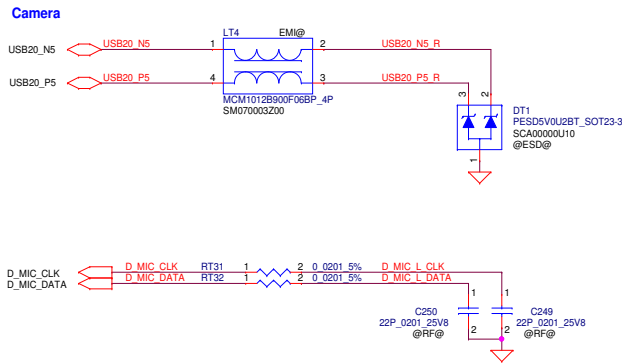 Camera
LT4 EMI@
USB20_N5 USB20_N5 1 2 USB20_N5_R
USB20_P5 USB20_P5 4 3 USB20_P5_R
MCM1012B900F06BP_4P
SM070003Z00
3 2
DT1
PESD5V0U2BT_SOT23-3
SCA00000U10
@ESD@
1
D_MIC_CLK D_MIC_CLK RT31 1 2 0_0201_5% D_MIC_L_CLK
D_MIC_DATA D_MIC_DATA RT32 1 2 0_0201_5% D_MIC_L_DATA
1 1
C250 C249
22P_0201_25V8 22P_0201_25V8
@RF@ 2 2 @RF@